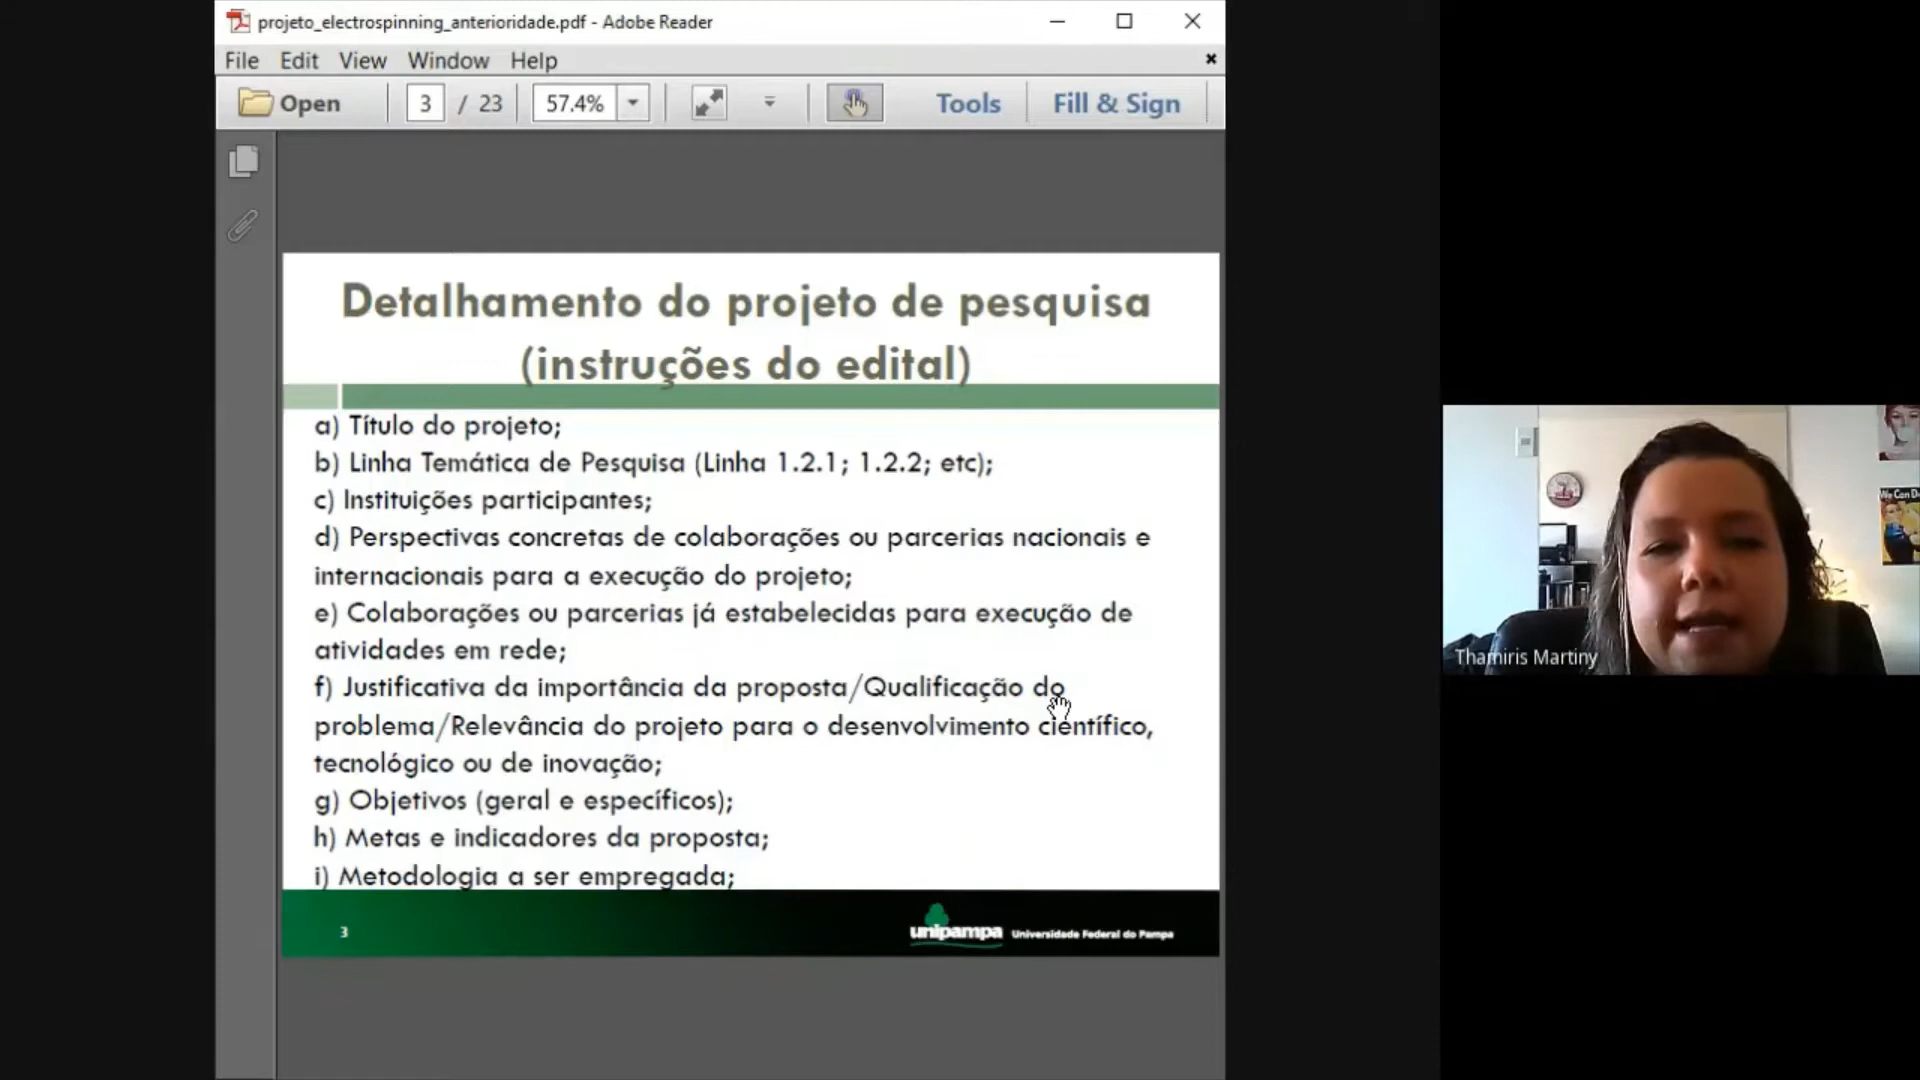 projeto_electrospinning_anterioridade.pdf - Adobe Reader
File Edit View Window Help
Open 3 / 23 57.4% Tools Fill & Sign
Detalhamento do projeto de pesquisa
(instruções do edital)
a) Título do projeto;
b) Linha Temática de Pesquisa (Linha 1.2.1; 1.2.2; etc);
c) Instituições participantes;
d) Perspectivas concretas de colaborações ou parcerias nacionais e
internacionais para a execução do projeto;
e) Colaborações ou parcerias já estabelecidas para execução de
atividades em rede;
f) Justificativa da importância da proposta/Qualificação do
problema/Relevância do projeto para o desenvolvimento científico,
tecnológico ou de inovação;
g) Objetivos (geral e específicos);
h) Metas e indicadores da proposta;
i) Metodologia a ser empregada;
3
unipampa Universidade Federal do Pampa
We Can D
Thamiris Martiny